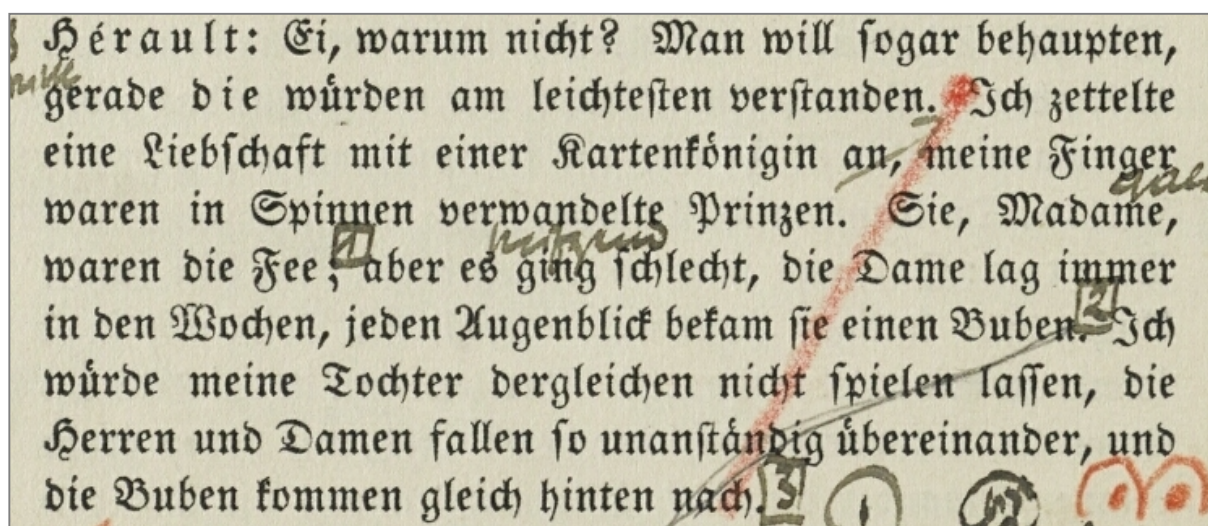 Hérault: Ei, warum nicht? Man will sogar behaupten,
gerade die würden am leichtesten verstanden. Ich zettelte
eine Liebschaft mit einer Kartenkönigin an, meine Finger
waren in Spinnen verwandelte Prinzen. Sie, Madame,
1
waren die Fee; aber es ging schlecht, die Dame lag immer
2
in den Wochen, jeden Augenblick bekam sie einen Buben. Ich
würde meine Tochter dergleichen nicht spielen lassen, die
Herren und Damen fallen so unanständig übereinander, und
die Buben kommen gleich hinten nach. 3